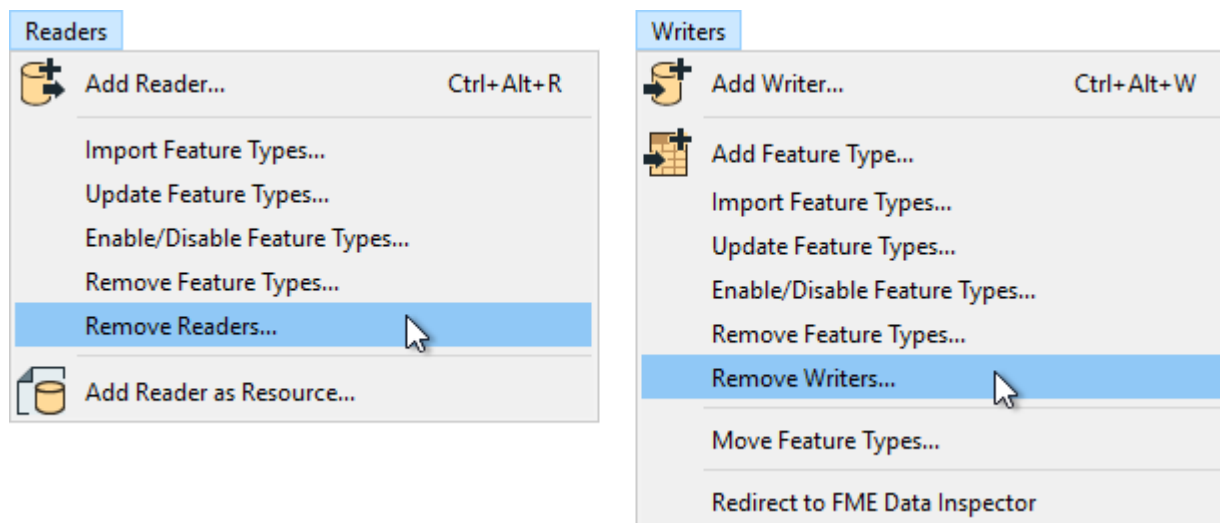 Readers
Add Reader... Ctrl+Alt+R
Import Feature Types...
Update Feature Types...
Enable/Disable Feature Types...
Remove Feature Types...
Remove Readers...
Add Reader as Resource...
Writers
Add Writer... Ctrl+Alt+W
Add Feature Type...
Import Feature Types...
Update Feature Types...
Enable/Disable Feature Types...
Remove Feature Types...
Remove Writers...
Move Feature Types...
Redirect to FME Data Inspector